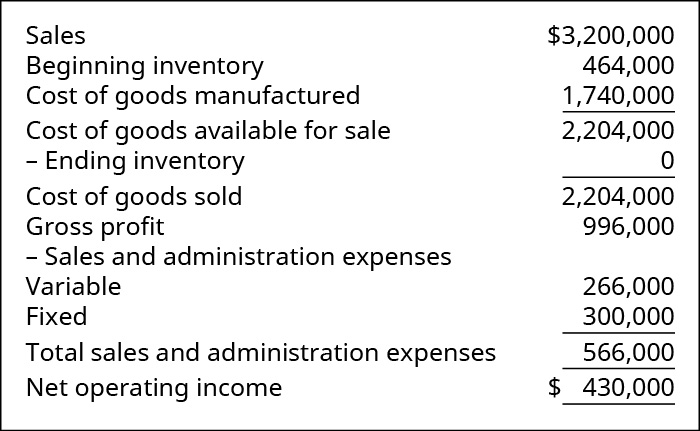 Sales $3,200,000
Beginning inventory 464,000
Cost of goods manufactured 1,740,000
Cost of goods available for sale 2,204,000
– Ending inventory 0
Cost of goods sold 2,204,000
Gross profit 996,000
– Sales and administration expenses
Variable 266,000
Fixed 300,000
Total sales and administration expenses 566,000
Net operating income $ 430,000